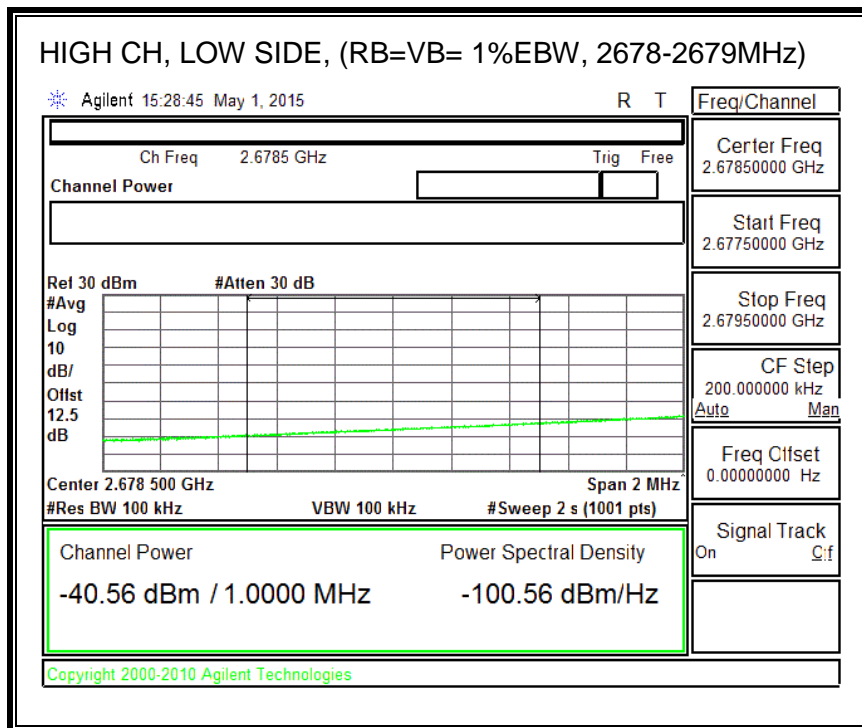 HIGH CH, LOW SIDE, (RB=VB= 1%EBW, 2678-2679MHz)
Agilent 15:28:45 May 1, 2015 R T
Freq/Channel
Ch Freq 2.6785 GHz Trig Free
Channel Power
Center Freq
2.67850000 GHz
Start Freq
2.67750000 GHz
Stop Freq
2.67950000 GHz
CF Step
200.000000 kHz
Auto Man
Freq Offset
0.00000000 Hz
Signal Track
On Off
Ref 30 dBm #Atten 30 dB
#Avg
Log
10
dB/
Offst
12.5
dB
Center 2.678 500 GHz Span 2 MHz
#Res BW 100 kHz VBW 100 kHz #Sweep 2 s (1001 pts)
Channel Power Power Spectral Density
-40.56 dBm / 1.0000 MHz -100.56 dBm/Hz
Copyright 2000-2010 Agilent Technologies